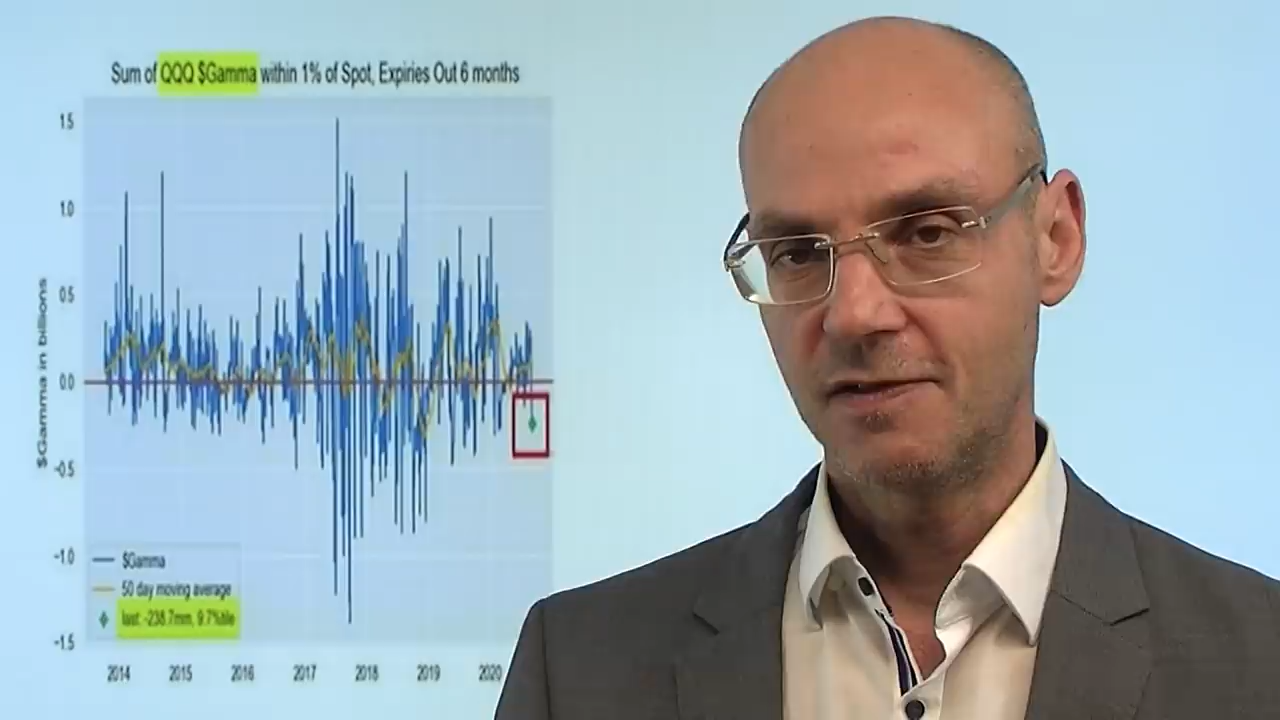 Sum of QQQ $Gamma within 1% of Spot, Expiries Out 6 months
1.5
1.0
0.5
0.0
-0.5
-1.0
-1.5
$Gamma in billions
$Gamma
50 day moving average
last: -238.7mm, 9.7%tile
2014 2015 2016 2017 2018 2019 2020